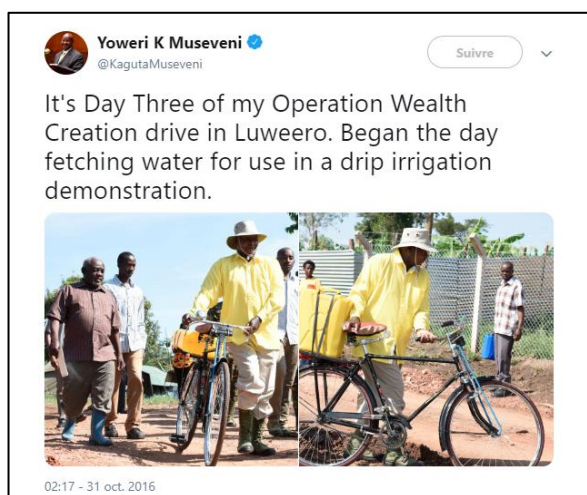 Yoweri K Museveni
@KagutaMuseveni
Suivre
It's Day Three of my Operation Wealth
Creation drive in Luweero. Began the day
fetching water for use in a drip irrigation
demonstration.
02:17 - 31 oct. 2016